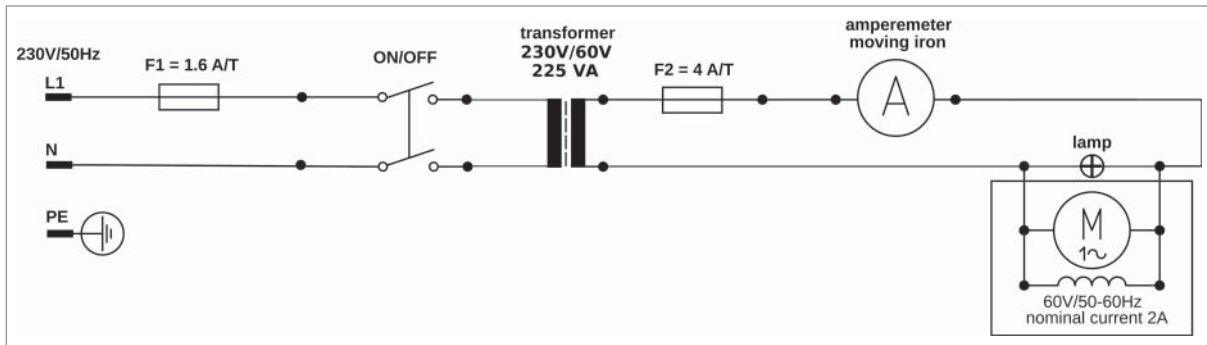 230V/50Hz
L1
F1 = 1.6 A/T
ON/OFF
transformer
230V/60V
225 VA
F2 = 4 A/T
amperemeter
moving iron
A
N
lamp
PE
M
1~
60V/50-60Hz
nominal current 2A